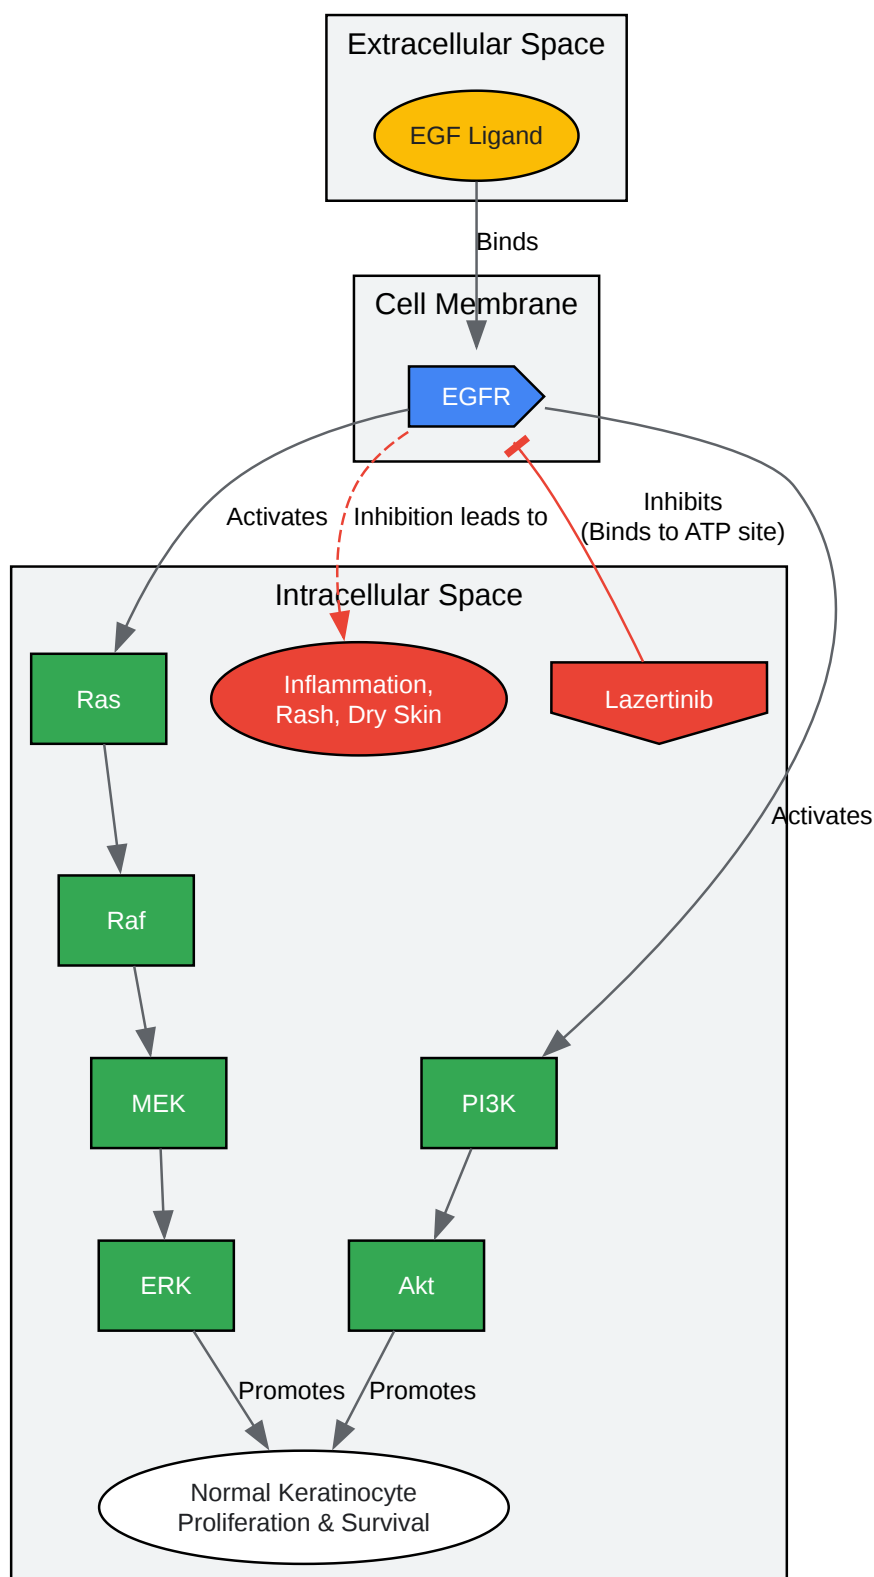 Extracellular Space
EGF Ligand
Binds
Cell Membrane
EGFR
Activates
Inhibition leads to
Inhibits
(Binds to ATP site)
Intracellular Space
Ras
Inflammation,
Rash, Dry Skin
Lazertinib
Activates
Raf
MEK
PI3K
ERK
Akt
Promotes
Promotes
Normal Keratinocyte
Proliferation & Survival